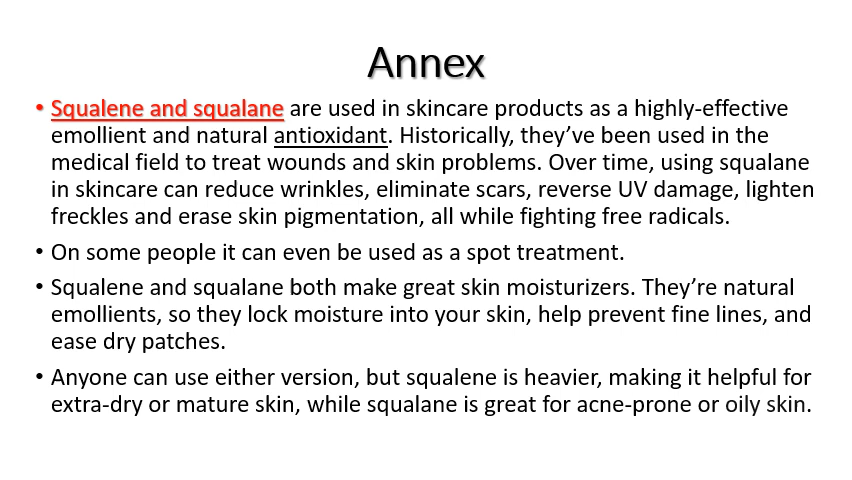 Annex
• Squalene and squalane are used in skincare products as a highly-effective
emollient and natural antioxidant. Historically, they’ve been used in the
medical field to treat wounds and skin problems. Over time, using squalane
in skincare can reduce wrinkles, eliminate scars, reverse UV damage, lighten
freckles and erase skin pigmentation, all while fighting free radicals.
• On some people it can even be used as a spot treatment.
• Squalene and squalane both make great skin moisturizers. They’re natural
emollients, so they lock moisture into your skin, help prevent fine lines, and
ease dry patches.
• Anyone can use either version, but squalene is heavier, making it helpful for
extra-dry or mature skin, while squalane is great for acne-prone or oily skin.